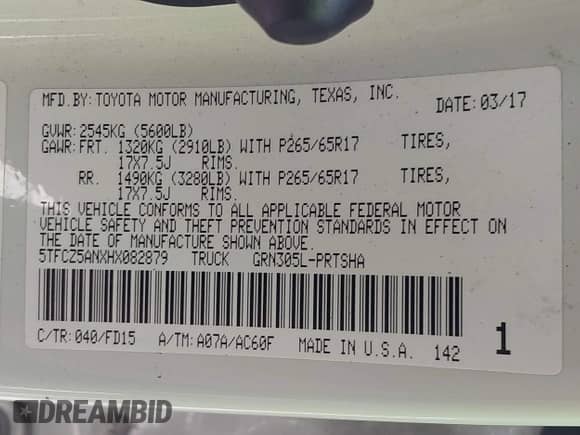 MFD.BY:TOYOTA MOTOR MANUFACTURING, TEXAS, INC. DATE:03/17
GVWR:2545KG (5600LB)
GAWR:FRT. 1320KG (2910LB) WITH P265/65R17 TIRES,
17X7.5J RIMS.
RR. 1490KG (3280LB) WITH P265/65R17 TIRES,
17X7.5J RIMS.
THIS VEHICLE CONFORMS TO ALL APPLICABLE FEDERAL MOTOR
VEHICLE SAFETY AND THEFT PREVENTION STANDARDS IN EFFECT ON
THE DATE OF MANUFACTURE SHOWN ABOVE.
5TFCZ5ANXHX082879 TRUCK GRN305L-PRTSHA
C/TR:040/FD15 A/TM:A07A/AC60F MADE IN U.S.A. 142 1
DREAMBID